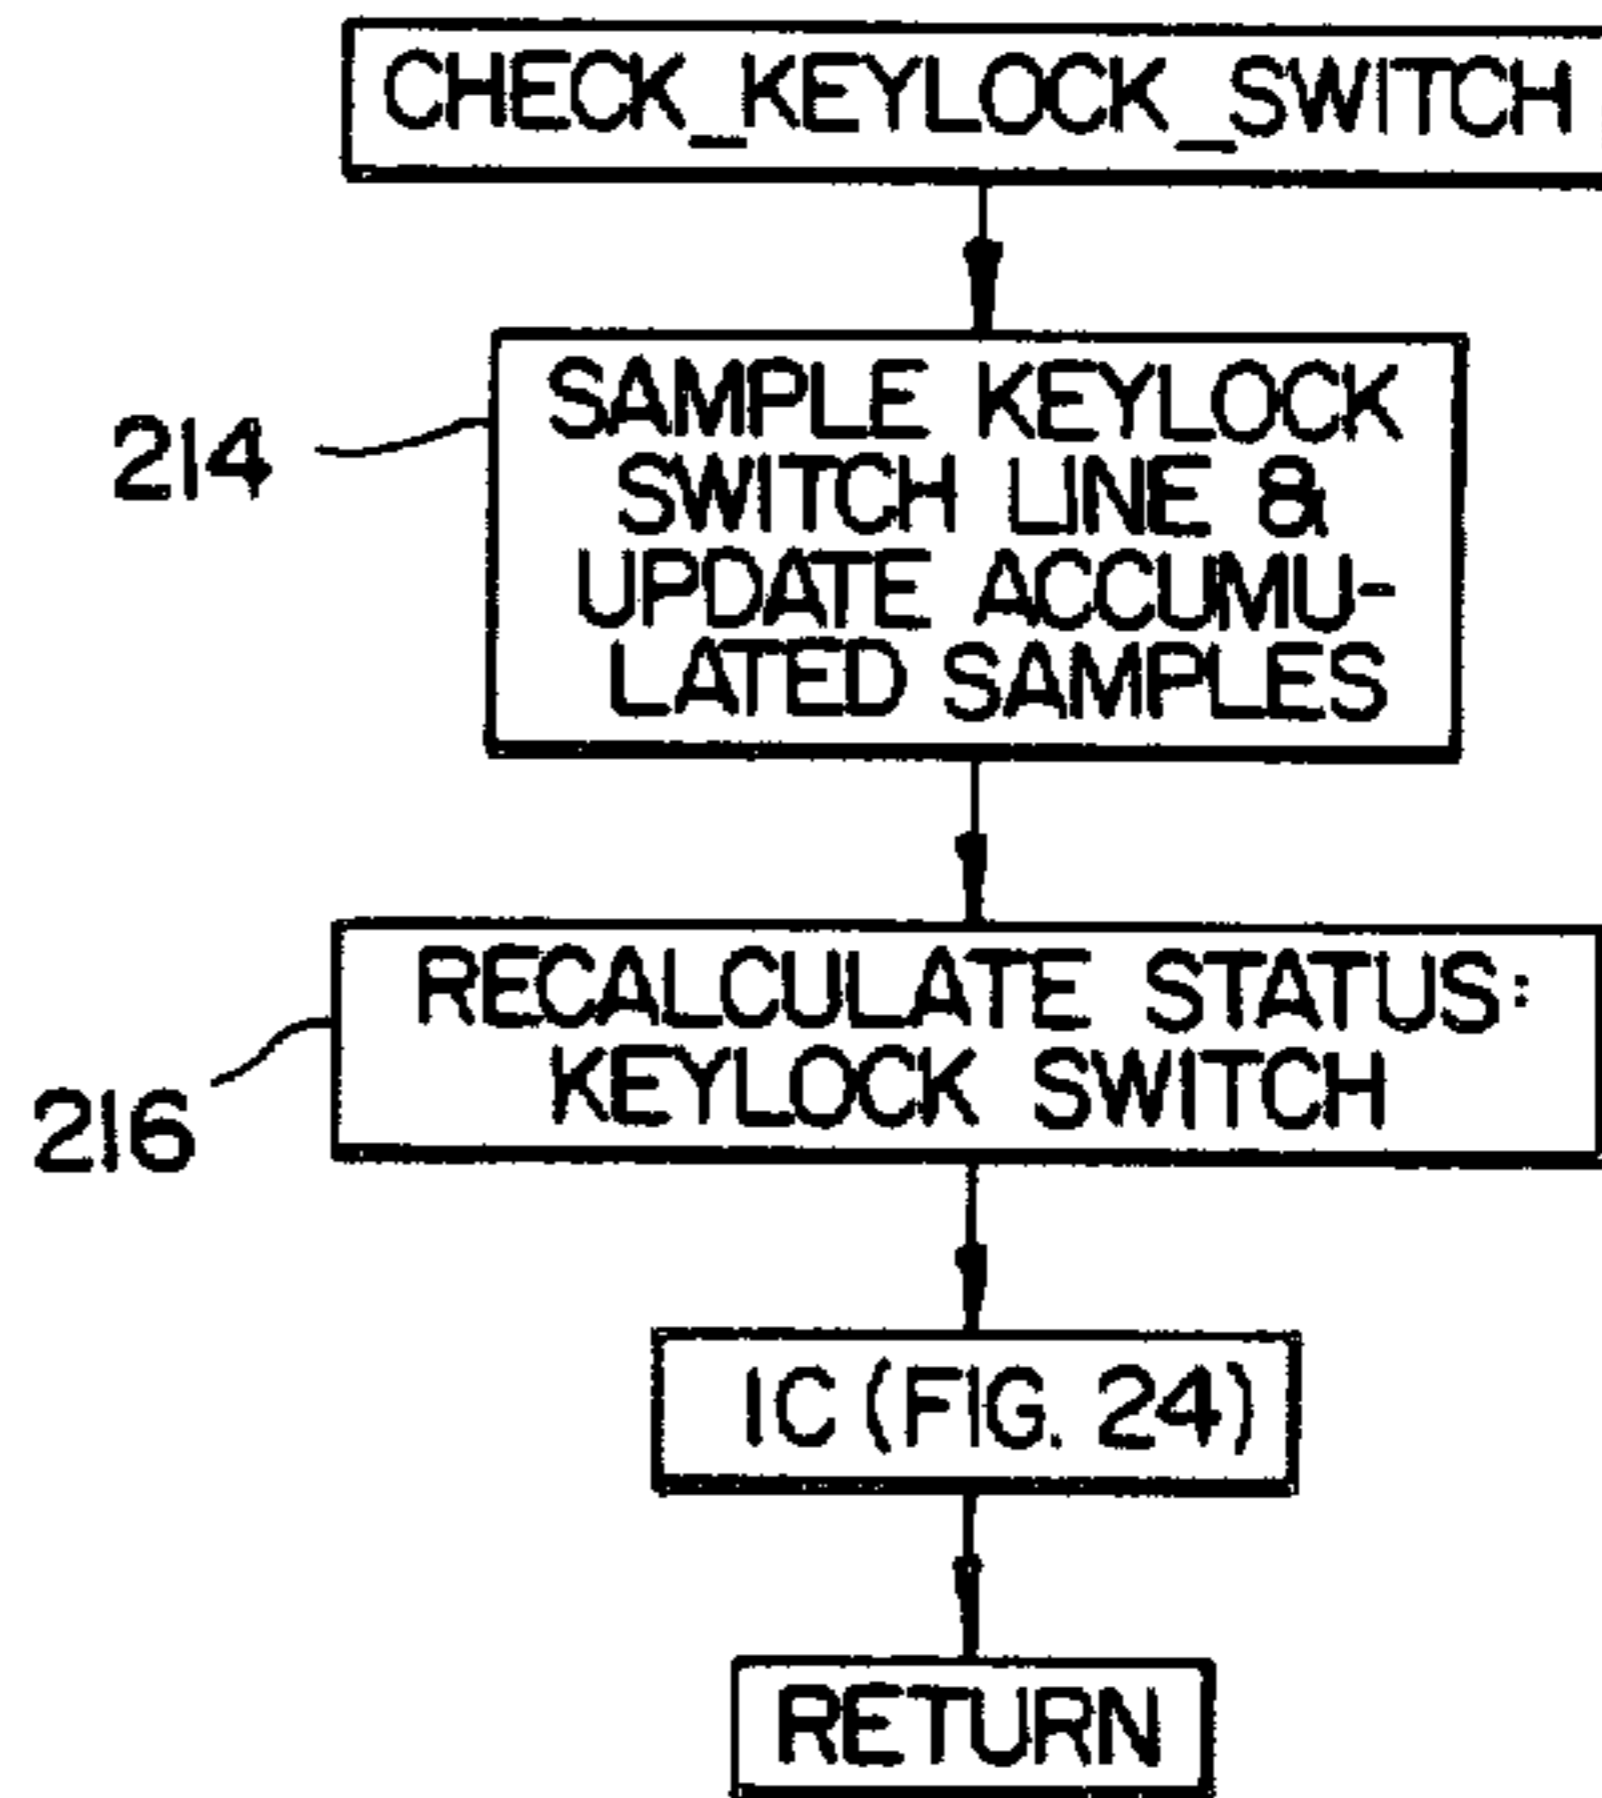 CHECK_KEYLOCK_SWITCH
214
SAMPLE KEYLOCK
SWITCH LINE &
UPDATE ACCUMU-
LATED SAMPLES
216
RECALCULATE STATUS:
KEYLOCK SWITCH
IC (FIG. 24)
RETURN